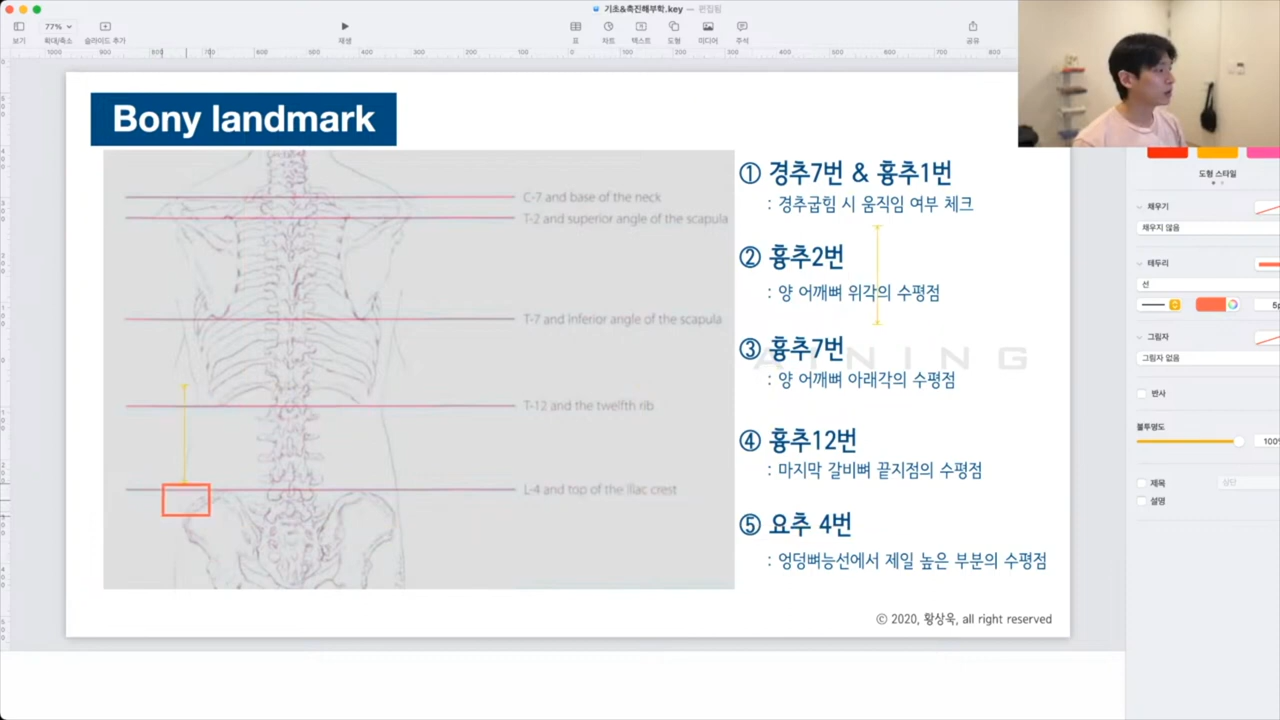 기초&촉진해부학.key — 편집됨
77%
보기
확대/축소
슬라이드 추가
재생
표
차트
텍스트
도형
미디어
주석
공유
Bony landmark
C-7 and base of the neck
T-2 and superior angle of the scapula
T-7 and inferior angle of the scapula
T-12 and the twelfth rib
L-4 and top of the iliac crest
① 경추7번 & 흉추1번
: 경추굽힘 시 움직임 여부 체크
② 흉추2번
: 양 어깨뼈 위각의 수평점
③ 흉추7번
: 양 어깨뼈 아래각의 수평점
④ 흉추12번
: 마지막 갈비뼈 끝지점의 수평점
⑤ 요추 4번
: 엉덩뼈능선에서 제일 높은 부분의 수평점
AINING
© 2020, 황상욱, all right reserved
도형 스타일
채우기
채우지 않음
테두리
선
그림자
그림자 없음
반사
불투명도
100%
제목
상단
설명